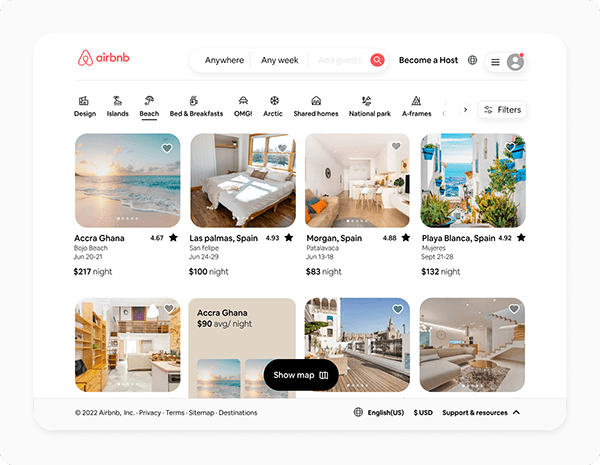 airbnb
Anywhere Any week Add guests
Become a Host
Design Islands Beach Bed & Breakfasts OMG! Arctic Shared homes National park A-frames
Filters
Accra Ghana 4.67
Bojo Beach
Jun 20-21
$217 night
Las palmas, Spain 4.93
San felipe
Jun 24-29
$100 night
Morgan, Spain 4.88
Patalavaca
Jun 13-18
$83 night
Playa Blanca, Spain 4.92
Mujeres
Sept 21-28
$132 night
Accra Ghana
$90 avg/ night
Show map
© 2022 Airbnb, Inc. · Privacy · Terms · Sitemap · Destinations
English(US) $ USD Support & resources